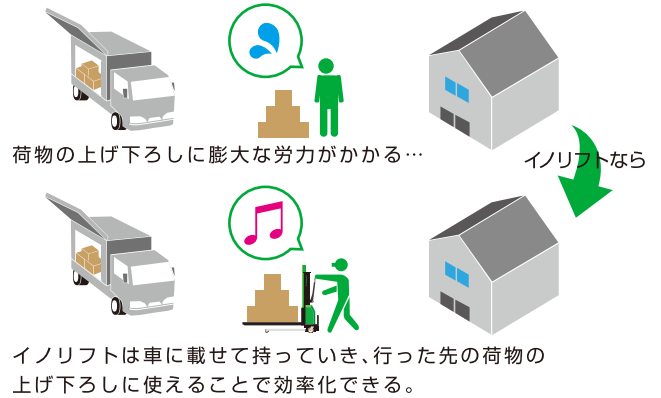 荷物の上げ下ろしに膨大な労力がかかる…
イノリフトなら
イノリフトは車に載せて持っていき、行った先の荷物の
上げ下ろしに使えることで効率化できる。